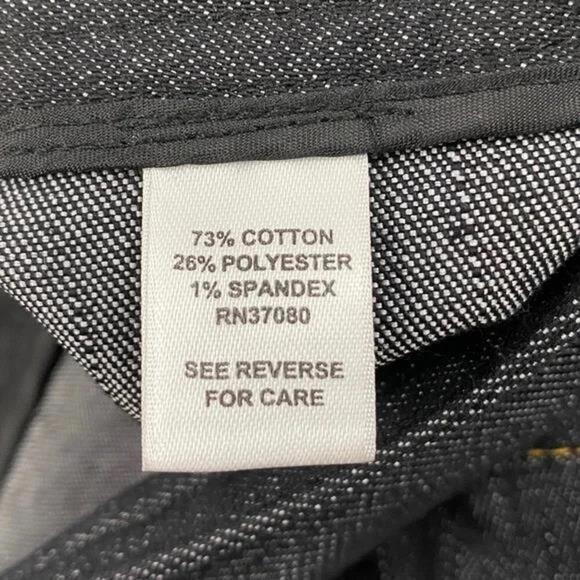 73% COTTON
26% POLYESTER
1% SPANDEX
RN37080
SEE REVERSE
FOR CARE